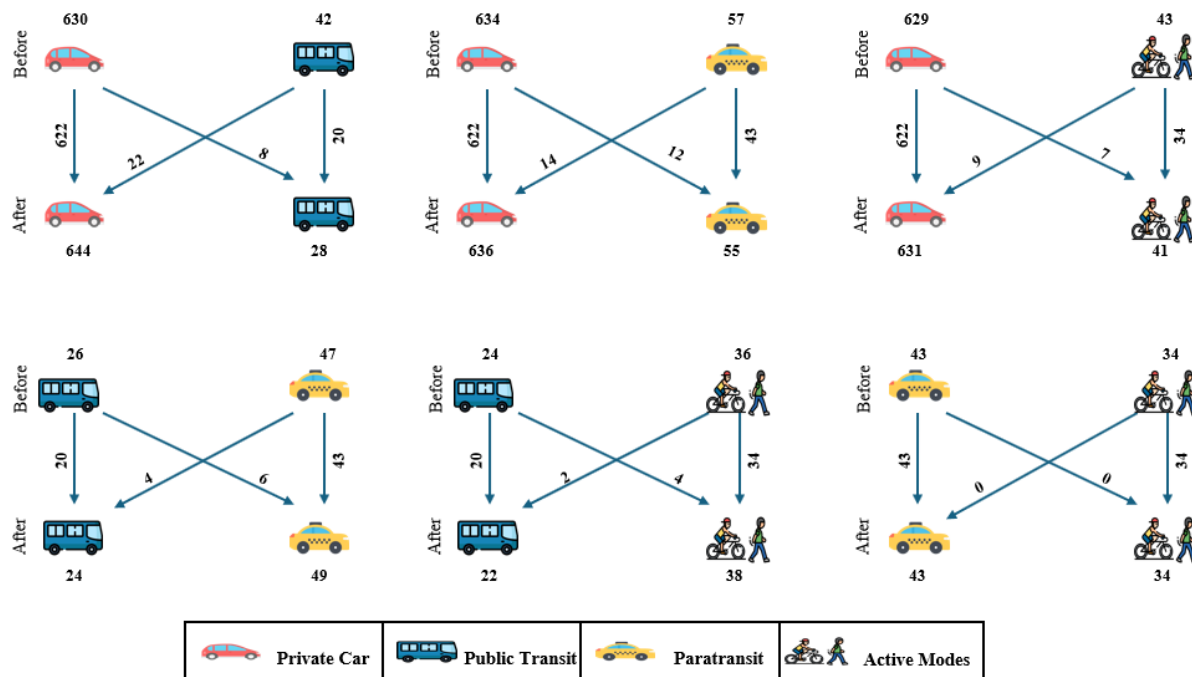 630 42 634 57 629 43
Before Before Before
622 22 8 20 622 14 12 43 622 9 7 34
After After After
644 28 636 55 631 41
26 47 24 36 43 34
Before Before Before
20 4 6 43 20 2 4 34 43 0 0 34
After After After
24 49 22 38 43 34
Private Car Public Transit Paratransit Active Modes